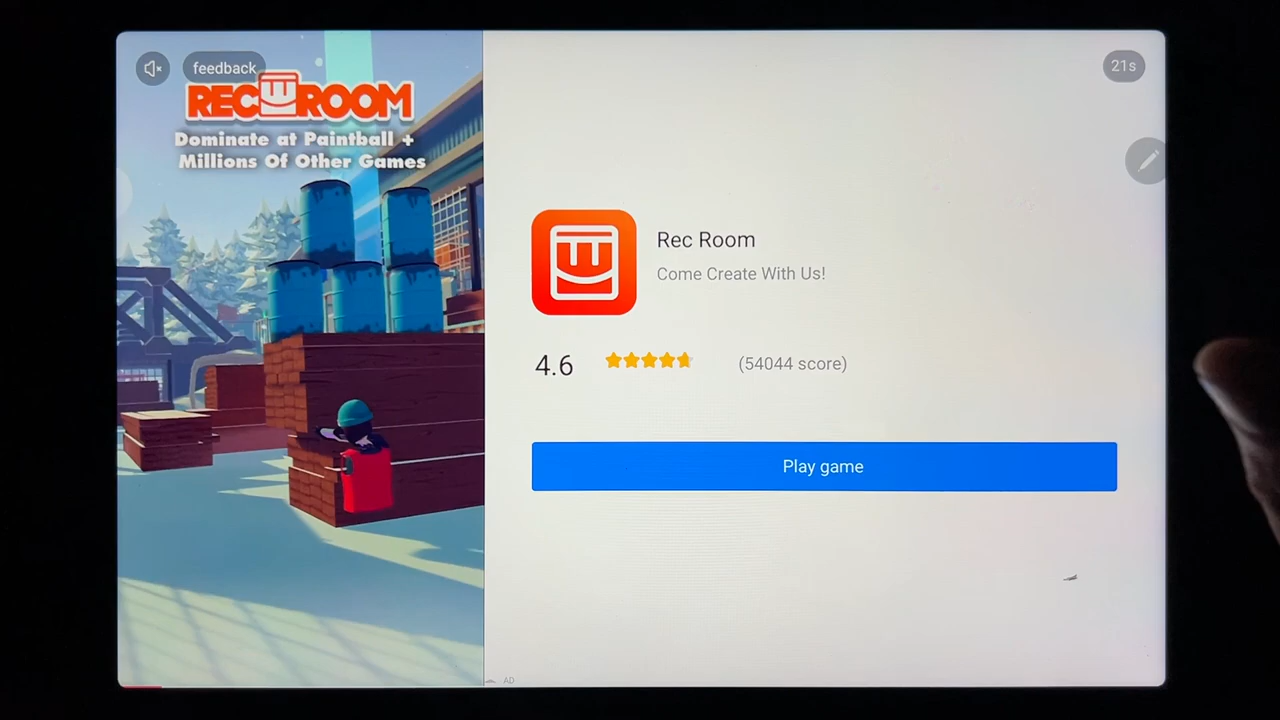 feedback
REC ROOM
Dominate at Paintball +
Millions Of Other Games
21s
Rec Room
Come Create With Us!
4.6
(54044 score)
Play game
AD